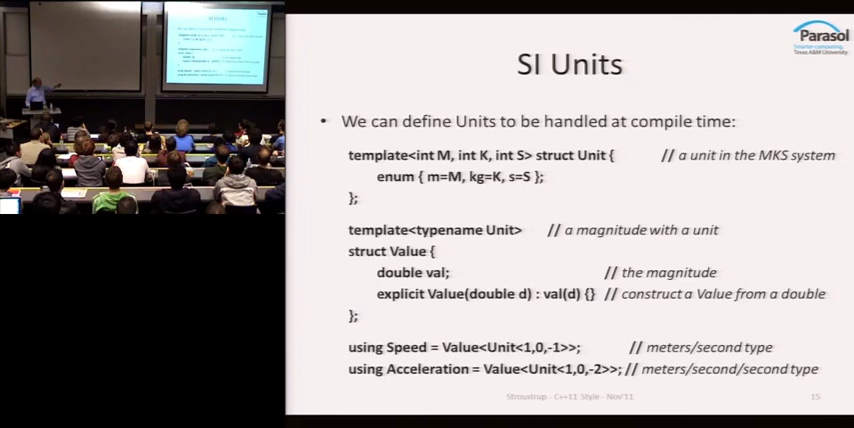 Parasol
Smarter computing.
Texas A&M University
SI Units
• We can define Units to be handled at compile time:
template<int M, int K, int S> struct Unit { // a unit in the MKS system
enum { m=M, kg=K, s=S };
};
template<typename Unit> // a magnitude with a unit
struct Value {
double val; // the magnitude
explicit Value(double d) : val(d) {} // construct a Value from a double
};
using Speed = Value<Unit<1,0,-1>>; // meters/second type
using Acceleration = Value<Unit<1,0,-2>>; // meters/second/second type
Stroustrup - C++11 Style - Nov'11
15
SI Units